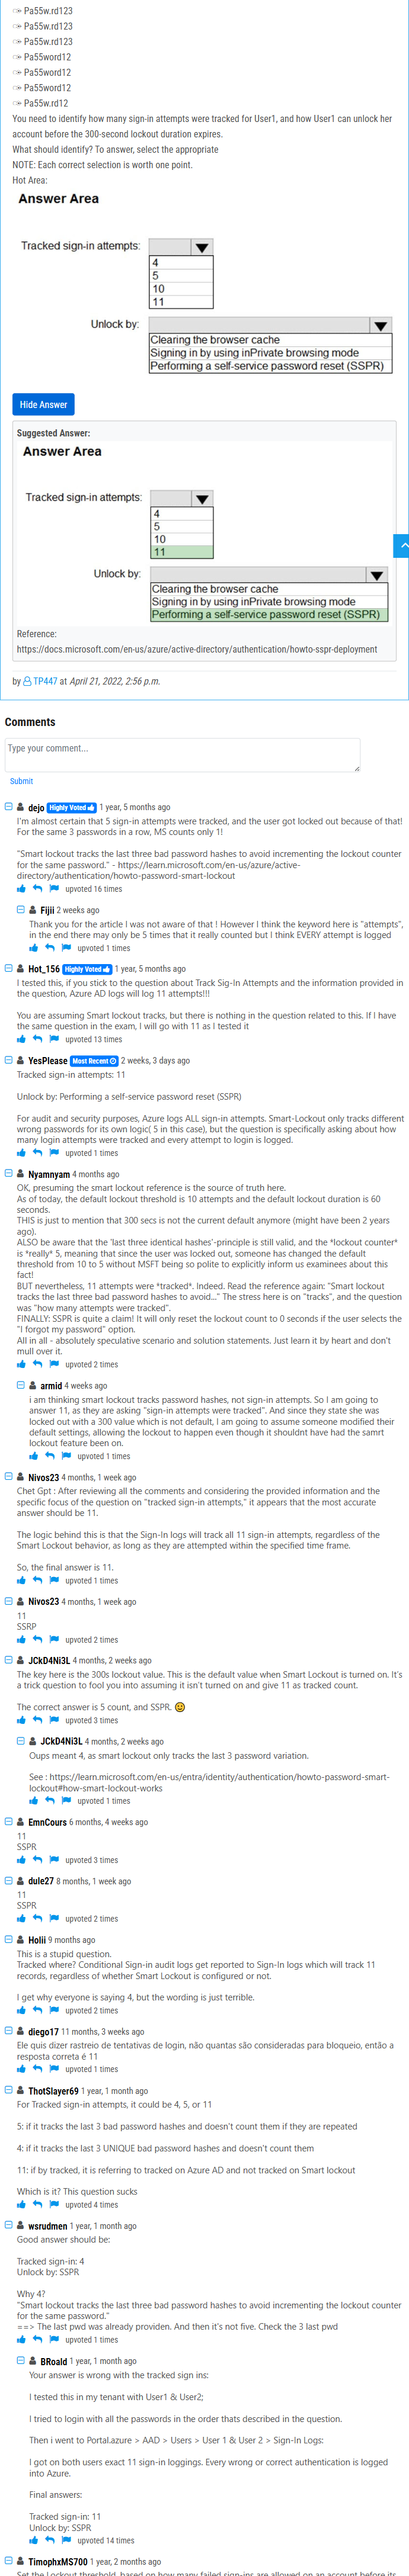 Pa55w.rd123
Pa55w.rd123
Pa55w.rd123
Pa55word12
Pa55word12
Pa55word12
Pa55w.rd12
You need to identify how many sign-in attempts were tracked for User1, and how User1 can unlock her
account before the 300-second lockout duration expires.
What should identify? To answer, select the appropriate
NOTE: Each correct selection is worth one point.
Hot Area:
Answer Area
Tracked sign-in attempts:
4
5
10
11
Unlock by:
Clearing the browser cache
Signing in by using inPrivate browsing mode
Performing a self-service password reset (SSPR)
Hide Answer
Suggested Answer:
Answer Area
Tracked sign-in attempts:
4
5
10
11
Unlock by:
Clearing the browser cache
Signing in by using inPrivate browsing mode
Performing a self-service password reset (SSPR)
Reference:
https://docs.microsoft.com/en-us/azure/active-directory/authentication/howto-sspr-deployment
by TP447 at April 21, 2022, 2:56 p.m.
Comments
Type your comment...
Submit
dejo Highly Voted 1 year, 5 months ago
I'm almost certain that 5 sign-in attempts were tracked, and the user got locked out because of that!
For the same 3 passwords in a row, MS counts only 1!
"Smart lockout tracks the last three bad password hashes to avoid incrementing the lockout counter
for the same password." - https://learn.microsoft.com/en-us/azure/active-
directory/authentication/howto-password-smart-lockout
upvoted 16 times
Fijii 2 weeks ago
Thank you for the article I was not aware of that ! However I think the keyword here is "attempts",
in the end there may only be 5 times that it really counted but I think EVERY attempt is logged
upvoted 1 times
Hot_156 Highly Voted 1 year, 5 months ago
I tested this, if you stick to the question about Track Sig-In Attempts and the information provided in
the question, Azure AD logs will log 11 attempts!!!
You are assuming Smart lockout tracks, but there is nothing in the question related to this. If I have
the same question in the exam, I will go with 11 as I tested it
upvoted 13 times
YesPlease Most Recent 2 weeks, 3 days ago
Tracked sign-in attempts: 11
Unlock by: Performing a self-service password reset (SSPR)
For audit and security purposes, Azure logs ALL sign-in attempts. Smart-Lockout only tracks different
wrong passwords for its own logic( 5 in this case), but the question is specifically asking about how
many login attempts were tracked and every attempt to login is logged.
upvoted 1 times
Nyamnyam 4 months ago
OK, presuming the smart lockout reference is the source of truth here.
As of today, the default lockout threshold is 10 attempts and the default lockout duration is 60
seconds.
THIS is just to mention that 300 secs is not the current default anymore (might have been 2 years
ago).
ALSO be aware that the 'last three identical hashes'-principle is still valid, and the *lockout counter*
is *really* 5, meaning that since the user was locked out, someone has changed the default
threshold from 10 to 5 without MSFT being so polite to explicitly inform us examinees about this
fact!
BUT nevertheless, 11 attempts were *tracked*. Indeed. Read the reference again: "Smart lockout
tracks the last three bad password hashes to avoid..." The stress here is on "tracks", and the question
was "how many attempts were tracked".
FINALLY: SSPR is quite a claim! It will only reset the lockout count to 0 seconds if the user selects the
"I forgot my password" option.
All in all - absolutely speculative scenario and solution statements. Just learn it by heart and don't
mull over it.
upvoted 2 times
armid 4 weeks ago
i am thinking smart lockout tracks password hashes, not sign-in attempts. So I am going to
answer 11, as they are asking "sign-in attempts were tracked". And since they state she was
locked out with a 300 value which is not default, I am going to assume someone modified their
default settings, allowing the lockout to happen even though it shouldnt have had the samrt
lockout feature been on.
upvoted 1 times
Nivos23 4 months, 1 week ago
Chet Gpt : After reviewing all the comments and considering the provided information and the
specific focus of the question on "tracked sign-in attempts," it appears that the most accurate
answer should be 11.
The logic behind this is that the Sign-In logs will track all 11 sign-in attempts, regardless of the
Smart Lockout behavior, as long as they are attempted within the specified time frame.
So, the final answer is 11.
upvoted 1 times
Nivos23 4 months, 1 week ago
11
SSRP
upvoted 2 times
JCkD4Ni3L 4 months, 2 weeks ago
The key here is the 300s lockout value. This is the default value when Smart Lockout is turned on. It's
a trick question to fool you into assuming it isn't turned on and give 11 as tracked count.
The correct answer is 5 count, and SSPR. 🙂
upvoted 3 times
JCkD4Ni3L 4 months, 2 weeks ago
Oups meant 4, as smart lockout only tracks the last 3 password variation.
See : https://learn.microsoft.com/en-us/entra/identity/authentication/howto-password-smart-
lockout#how-smart-lockout-works
upvoted 1 times
EmnCours 6 months, 4 weeks ago
11
SSPR
upvoted 3 times
dule27 8 months, 1 week ago
11
SSPR
upvoted 2 times
Holii 9 months ago
This is a stupid question.
Tracked where? Conditional Sign-in audit logs get reported to Sign-In logs which will track 11
records, regardless of whether Smart Lockout is configured or not.
I get why everyone is saying 4, but the wording is just terrible.
upvoted 2 times
diego17 11 months, 3 weeks ago
Ele quis dizer rastreio de tentativas de login, não quantas são consideradas para bloqueio, então a
resposta correta é 11
upvoted 1 times
ThotSlayer69 1 year, 1 month ago
For Tracked sign-in attempts, it could be 4, 5, or 11
5: if it tracks the last 3 bad password hashes and doesn't count them if they are repeated
4: if it tracks the last 3 UNIQUE bad password hashes and doesn't count them
11: if by tracked, it is referring to tracked on Azure AD and not tracked on Smart lockout
Which is it? This question sucks
upvoted 4 times
wsrudmen 1 year, 1 month ago
Good answer should be:
Tracked sign-in: 4
Unlock by: SSPR
Why 4?
"Smart lockout tracks the last three bad password hashes to avoid incrementing the lockout counter
for the same password."
==> The last pwd was already providen. And then it's not five. Check the 3 last pwd
upvoted 1 times
BRoald 1 year, 1 month ago
Your answer is wrong with the tracked sign ins:
I tested this in my tenant with User1 & User2;
I tried to login with all the passwords in the order thats described in the question.
Then i went to Portal.azure > AAD > Users > User 1 & User 2 > Sign-In Logs:
I got on both users exact 11 sign-in loggings. Every wrong or correct authentication is logged
into Azure.
Final answers:
Tracked sign-in: 11
Unlock by: SSPR
upvoted 14 times
TimophxMS700 1 year, 2 months ago
Set the Lockout threshold, based on how many failed sign-ins are allowed on an account before its